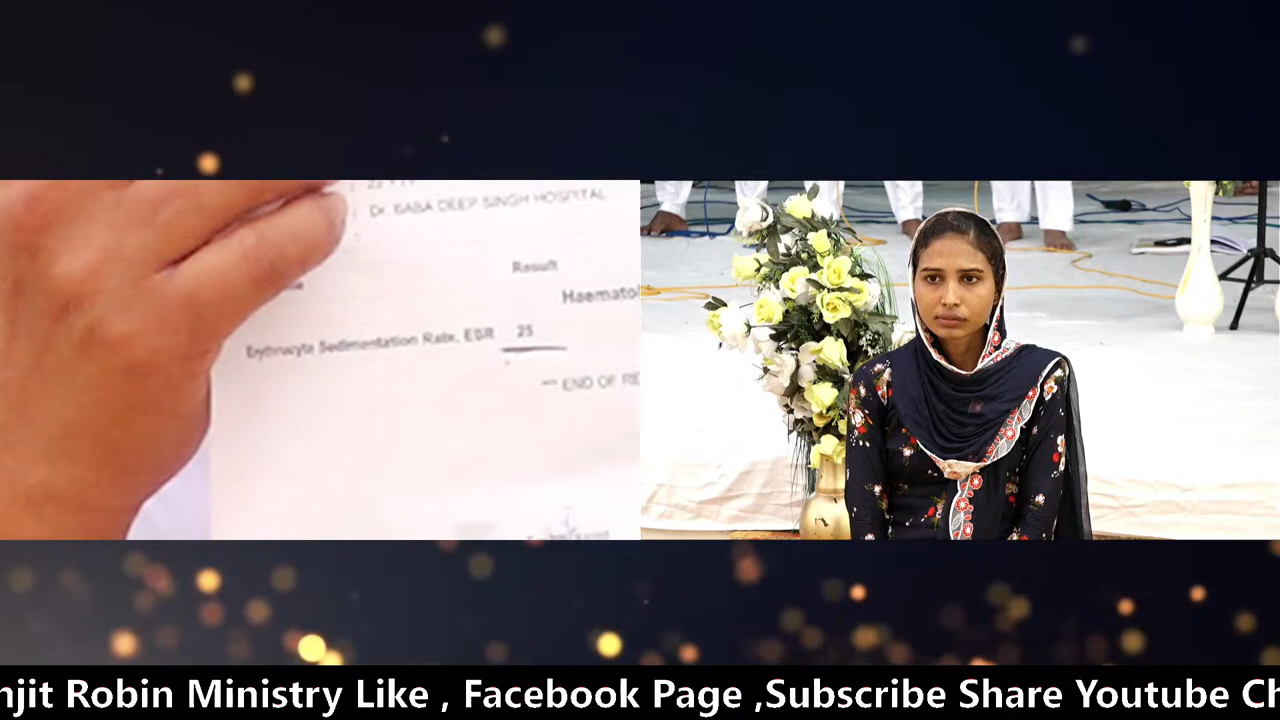 Dr. BABA DEEP SINGH HOSPITAL
Result
Haemato
Erythrocyte Sedimentation Rate, ESR 25
END OF RE
njit Robin Ministry Like , Facebook Page ,Subscribe Share Youtube Ch